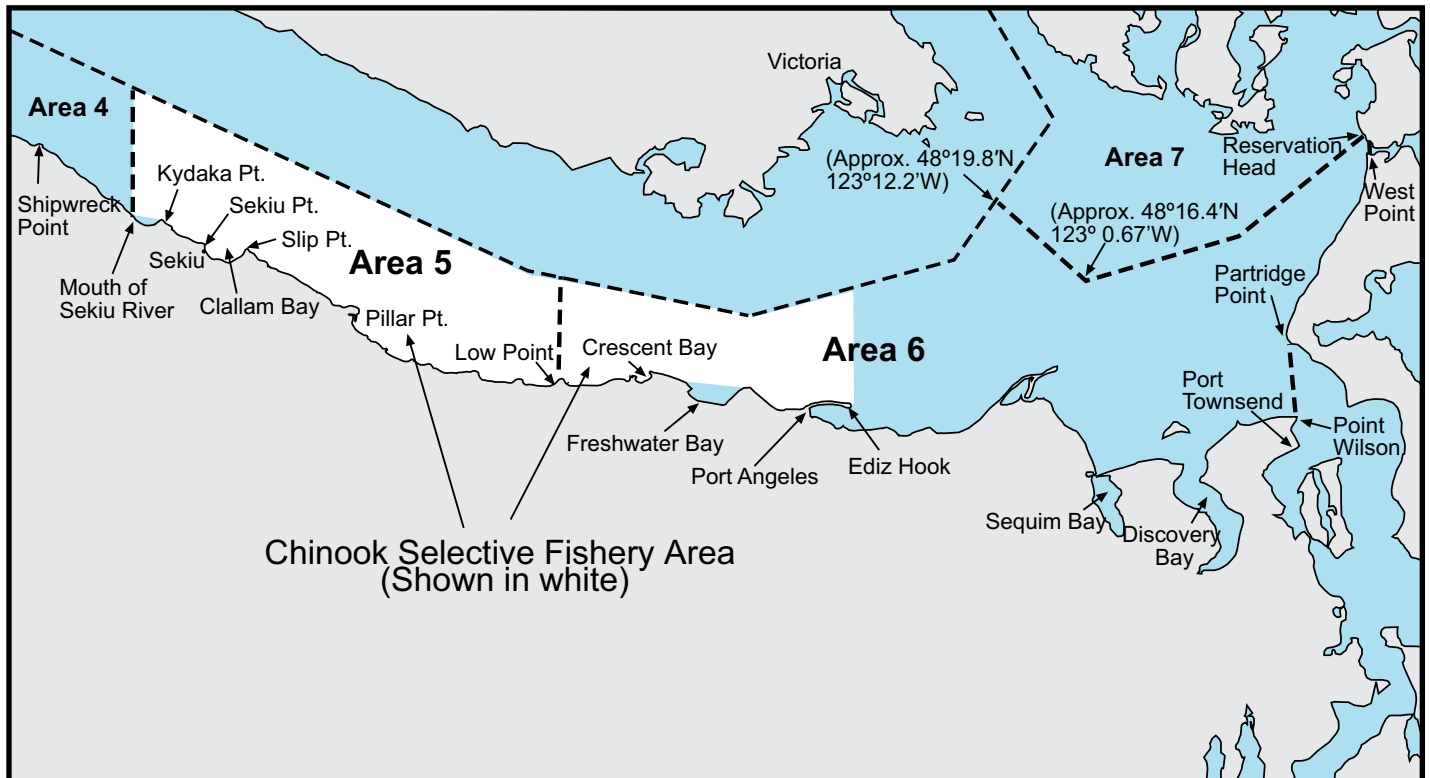 Victoria
Area 4
Reservation
Head
(Approx. 48º19.8′N
123º12.2'W)
Area 7
Kydaka Pt.
West
Point
Shipwreck
Point
Sekiu Pt.
(Approx. 48º16.4′N
123º 0.67'W)
Slip Pt.
Sekiu
Area 5
Mouth of
Sekiu River
Clallam Bay
Partridge
Point
Pillar Pt.
Low Point
Crescent Bay
Area 6
Port
Townsend
Point
Wilson
Freshwater Bay
Port Angeles
Ediz Hook
Sequim Bay
Discovery
Bay
Chinook Selective Fishery Area
(Shown in white)